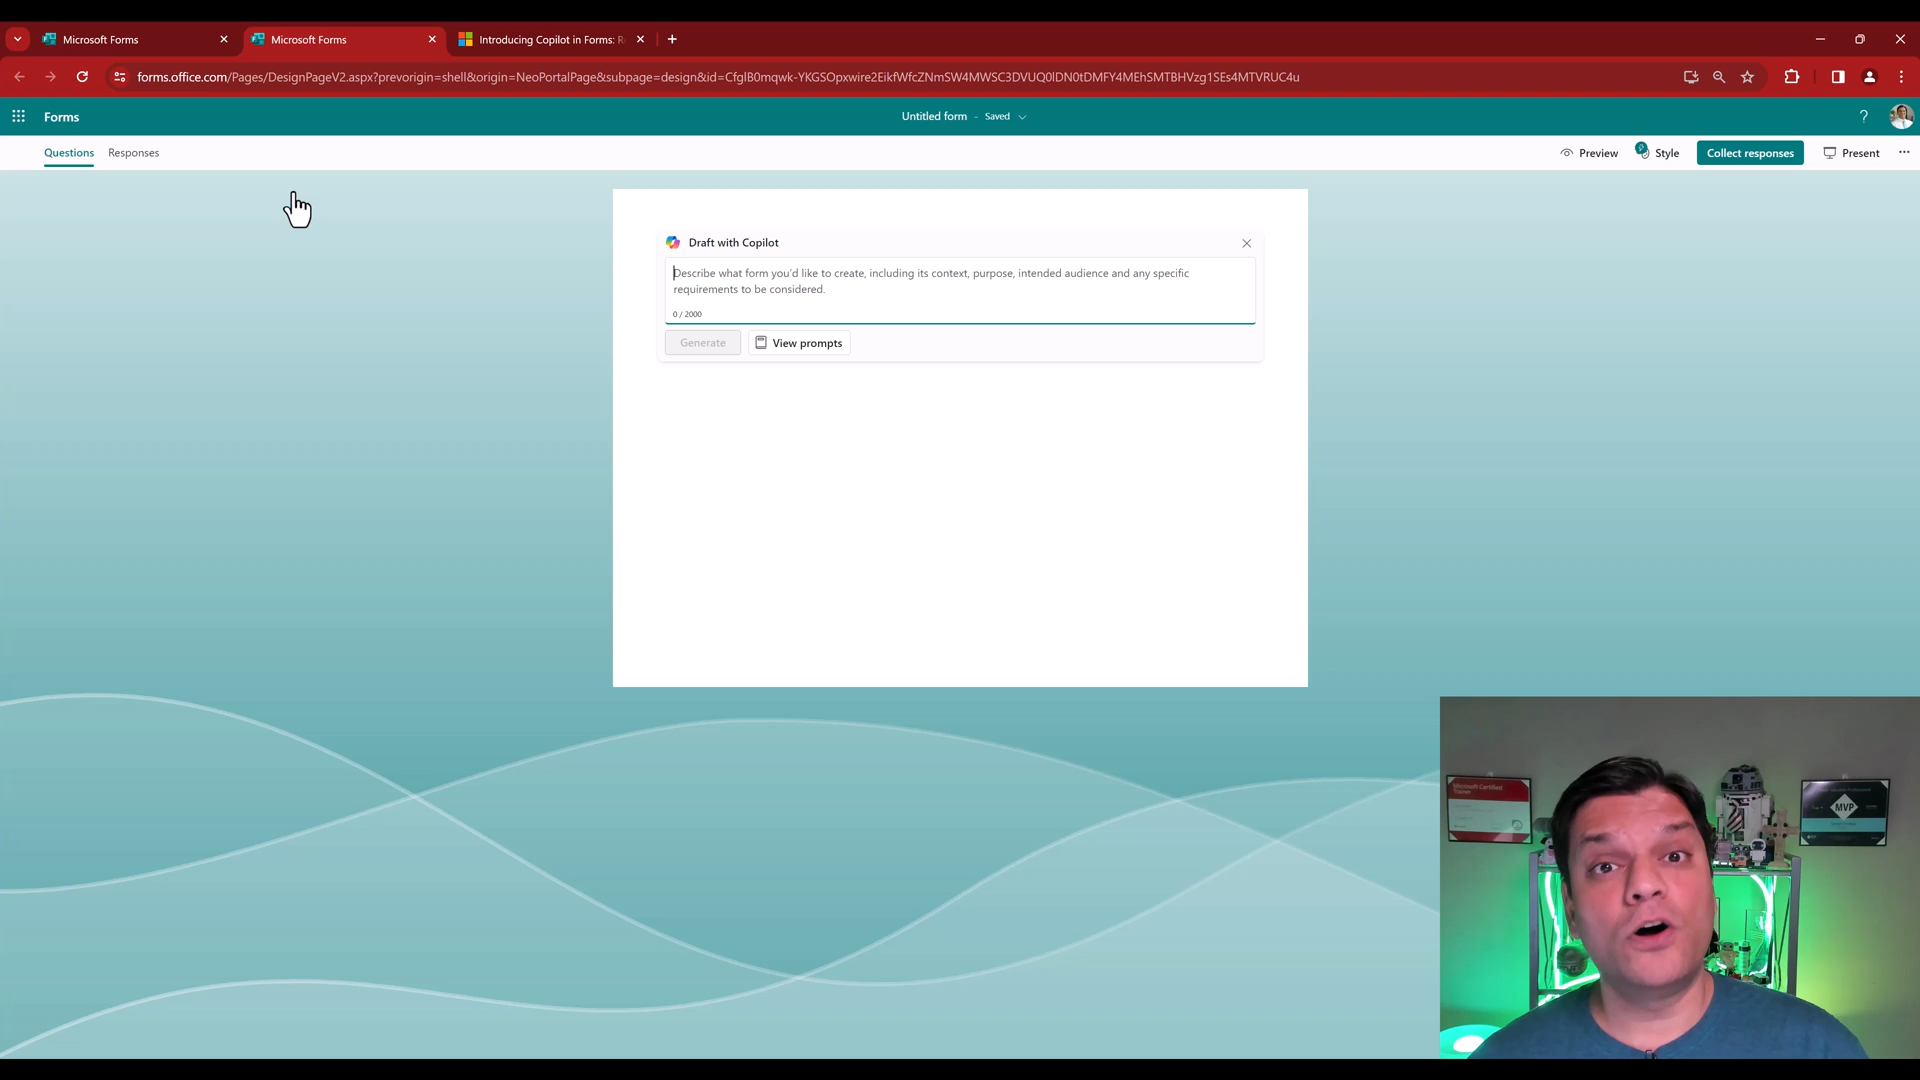 Microsoft Forms
Microsoft Forms
Introducing Copilot in Forms: R
forms.office.com/Pages/DesignPageV2.aspx?prevorigin=shell&origin=NeoPortalPage&subpage=design&id=CfglB0mqwk-YKGSOpxwire2EikfWfcZNmSW4MWSC3DVUQ0lDN0tDMFY4MEhSMTBHVzg1SEs4MTVRUC4u
Forms
Untitled form - Saved
?
Questions
Responses
Preview
Style
Collect responses
Present
Draft with Copilot
Describe what form you'd like to create, including its context, purpose, intended audience and any specific
requirements to be considered.
0 / 2000
Generate
View prompts
Microsoft Certified
Trainer
MVP